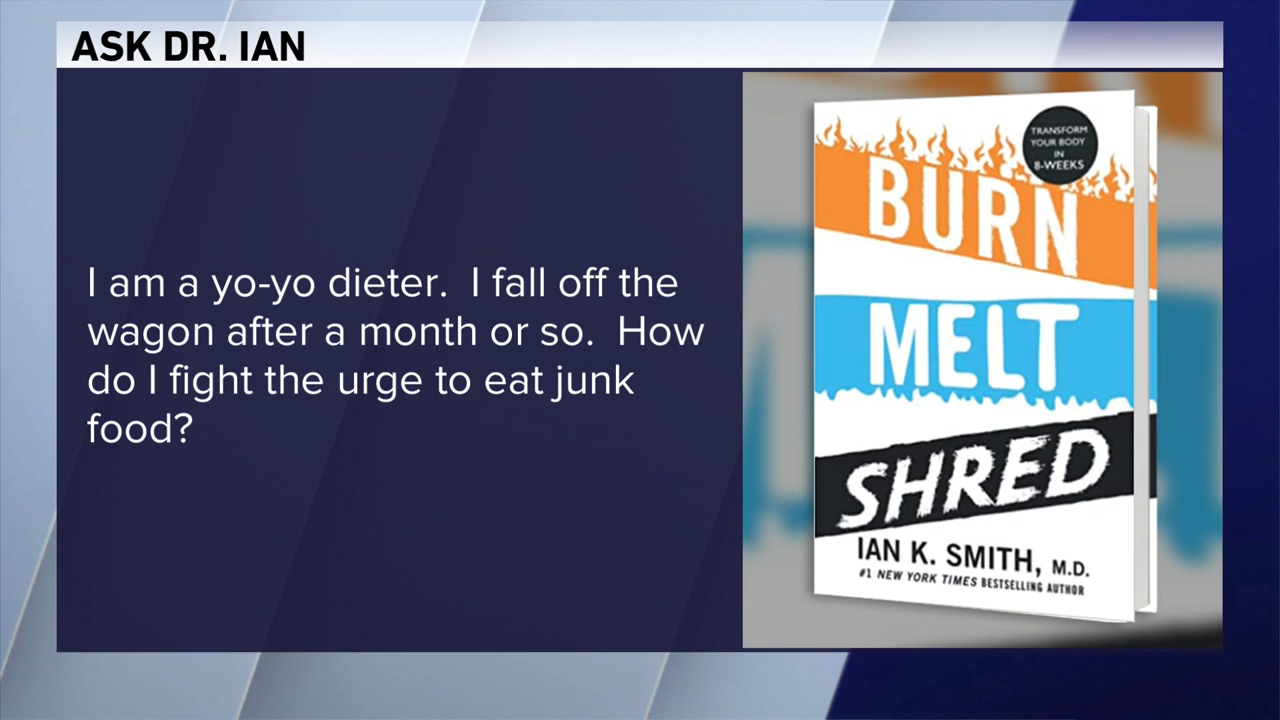 ASK DR. IAN
I am a yo-yo dieter.  I fall off the
wagon after a month or so.  How
do I fight the urge to eat junk
food?
TRANSFORM
YOUR BODY
IN
8-WEEKS
BURN
MELT
SHRED
IAN K. SMITH, M.D.
#1 NEW YORK TIMES BESTSELLING AUTHOR